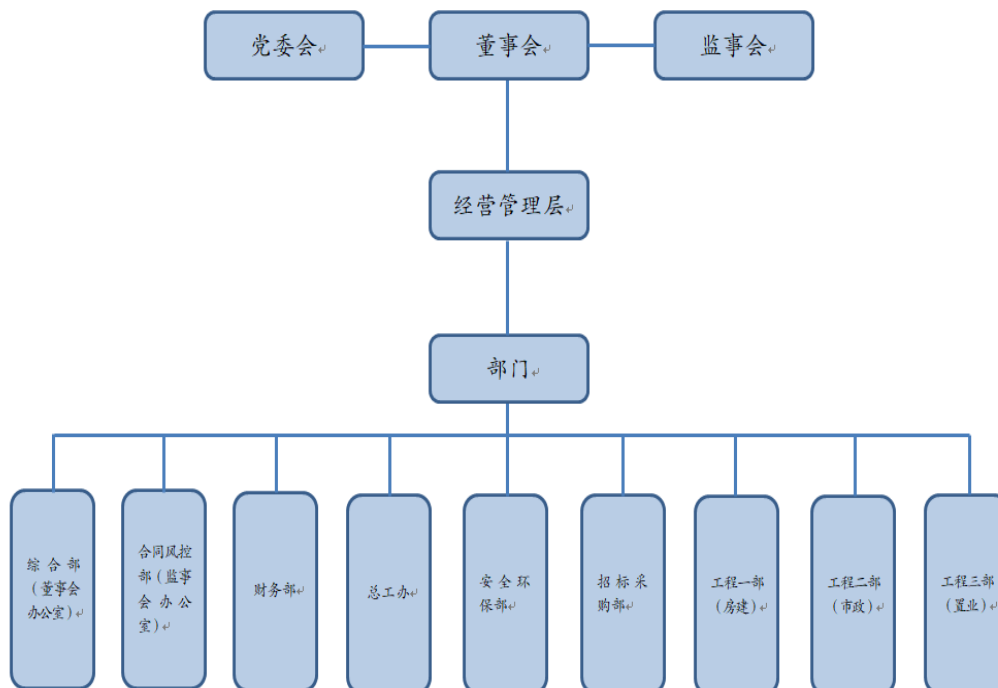 党委会
董事会
监事会
经营管理层
部门
综合部
（董事会
办公室）
合同风控
部（监事
会办公
室）
财务部
总工办
安全环
保部
招标采
购部
工程一部
（房建）
工程二部
（市政）
工程三部
（置业）